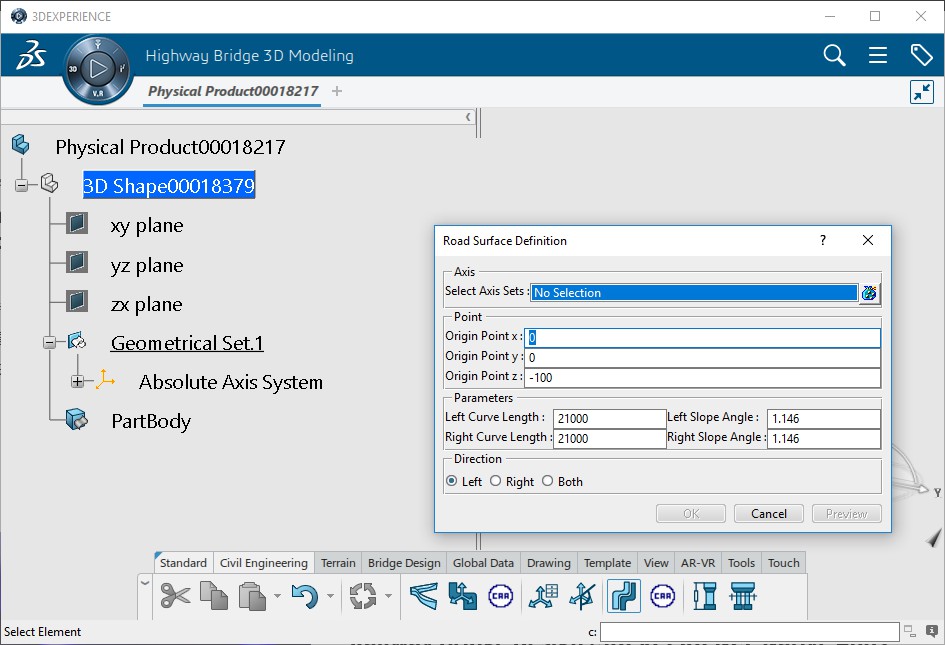 3DEXPERIENCE
3D
V.R
Highway Bridge 3D Modeling
Physical Product00018217 +
Physical Product00018217
3D Shape00018379
xy plane
yz plane
zx plane
Geometrical Set.1
Absolute Axis System
PartBody
Road Surface Definition ?
Axis
Select Axis Sets : No Selection
Point
Origin Point x : 0
Origin Point y : 0
Origin Point z : -100
Parameters
Left Curve Length : 21000 Left Slope Angle : 1.146
Right Curve Length : 21000 Right Slope Angle : 1.146
Direction
Left Right Both
OK Cancel Preview
Y
Standard Civil Engineering Terrain Bridge Design Global Data Drawing Template View AR-VR Tools Touch
CAA CAA
Select Element c: